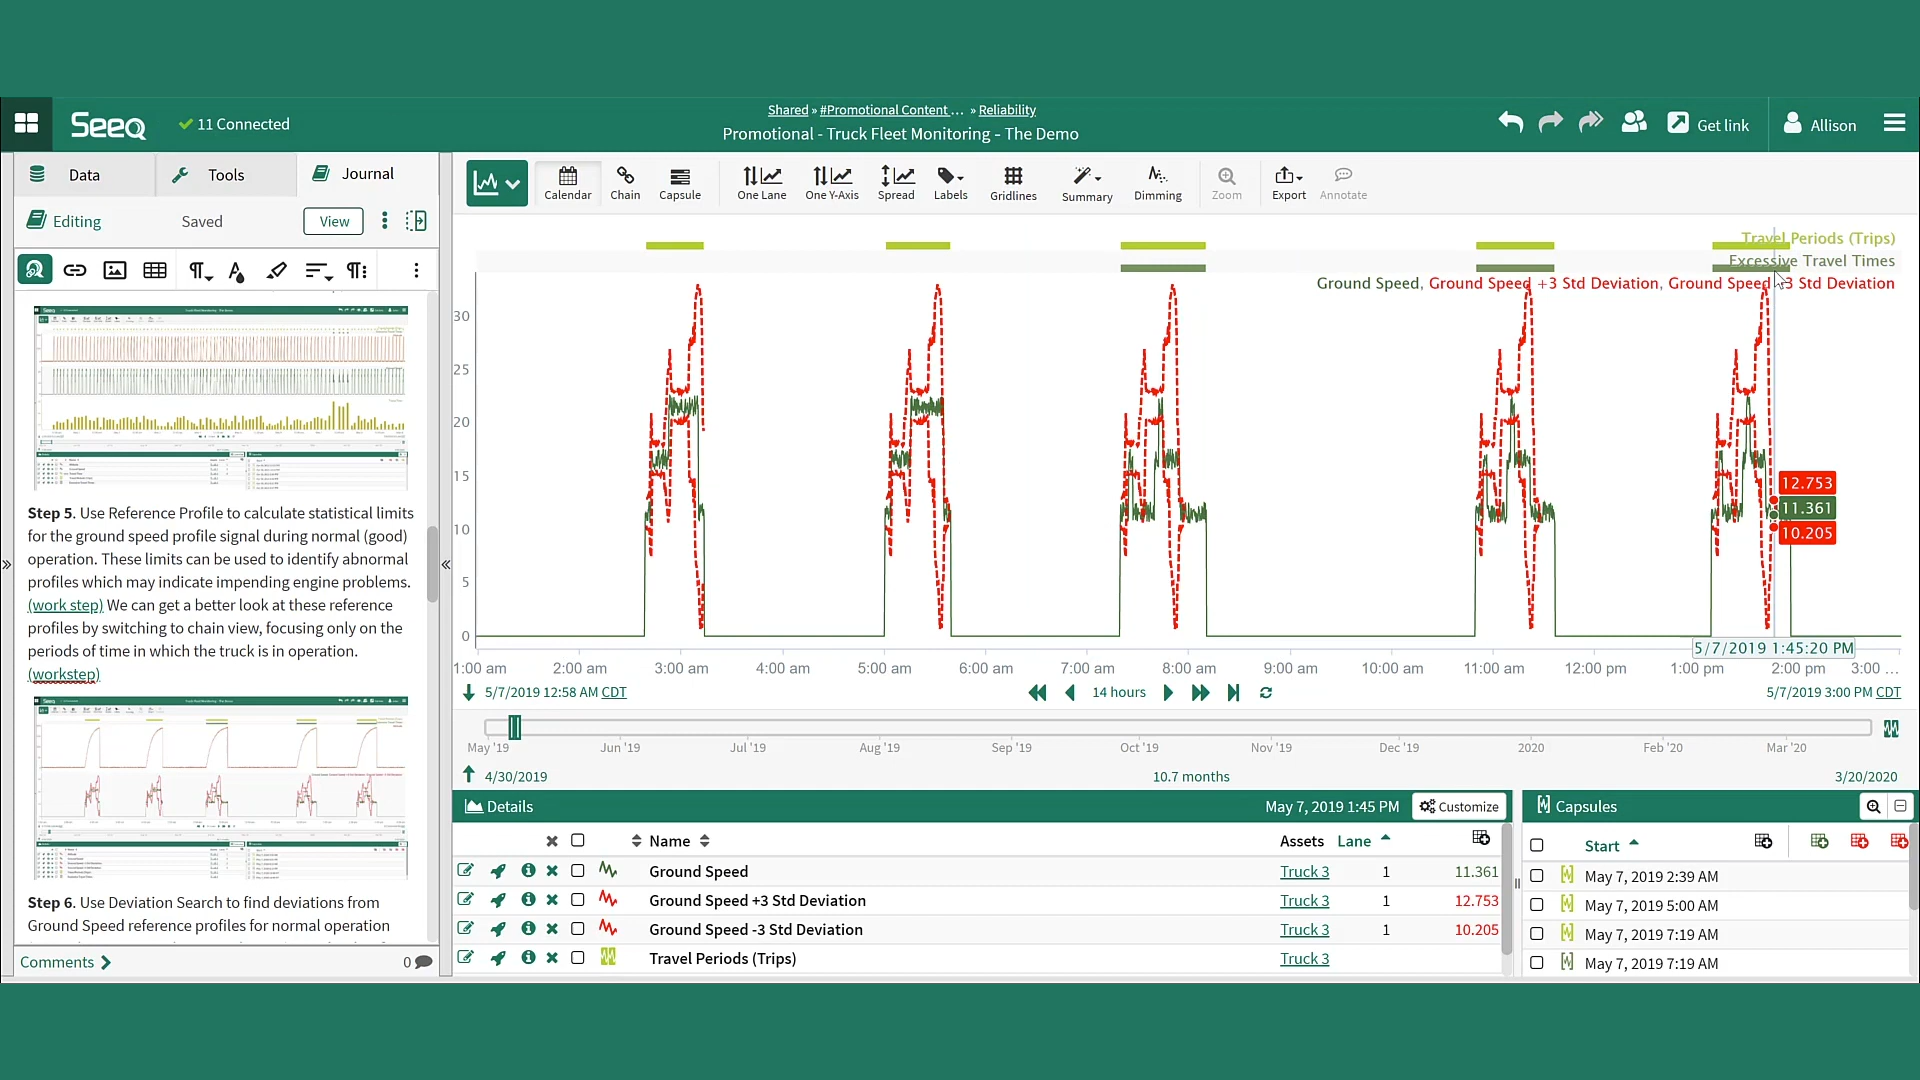 Seeq
11 Connected
Shared » #Promotional Content ... » Reliability
Promotional - Truck Fleet Monitoring - The Demo
Get link
Allison
Data
Tools
Journal
Editing
Saved
View
Calendar
Chain
Capsule
One Lane
One Y-Axis
Spread
Labels
Gridlines
Summary
Dimming
Zoom
Export
Annotate
Step 5. Use Reference Profile to calculate statistical limits
for the ground speed profile signal during normal (good)
operation. These limits can be used to identify abnormal
profiles which may indicate impending engine problems.
(work step) We can get a better look at these reference
profiles by switching to chain view, focusing only on the
periods of time in which the truck is in operation.
(workstep)
Step 6. Use Deviation Search to find deviations from
Ground Speed reference profiles for normal operation
Comments
0
Travel Periods (Trips)
Excessive Travel Times
Ground Speed, Ground Speed +3 Std Deviation, Ground Speed -3 Std Deviation
30
25
20
15
10
5
0
12.753
11.361
10.205
5/7/2019 1:45:20 PM
1:00 am 2:00 am 3:00 am 4:00 am 5:00 am 6:00 am 7:00 am 8:00 am 9:00 am 10:00 am 11:00 am 12:00 pm 1:00 pm 2:00 pm 3:00 ...
5/7/2019 12:58 AM CDT
14 hours
5/7/2019 3:00 PM CDT
May '19 Jun '19 Jul '19 Aug '19 Sep '19 Oct '19 Nov '19 Dec '19 2020 Feb '20 Mar '20
4/30/2019
10.7 months
3/20/2020
Details
May 7, 2019 1:45 PM
Customize
Name Assets Lane
Ground Speed Truck 3 1 11.361
Ground Speed +3 Std Deviation Truck 3 1 12.753
Ground Speed -3 Std Deviation Truck 3 1 10.205
Travel Periods (Trips) Truck 3
Capsules
Start
May 7, 2019 2:39 AM
May 7, 2019 5:00 AM
May 7, 2019 7:19 AM
May 7, 2019 7:19 AM